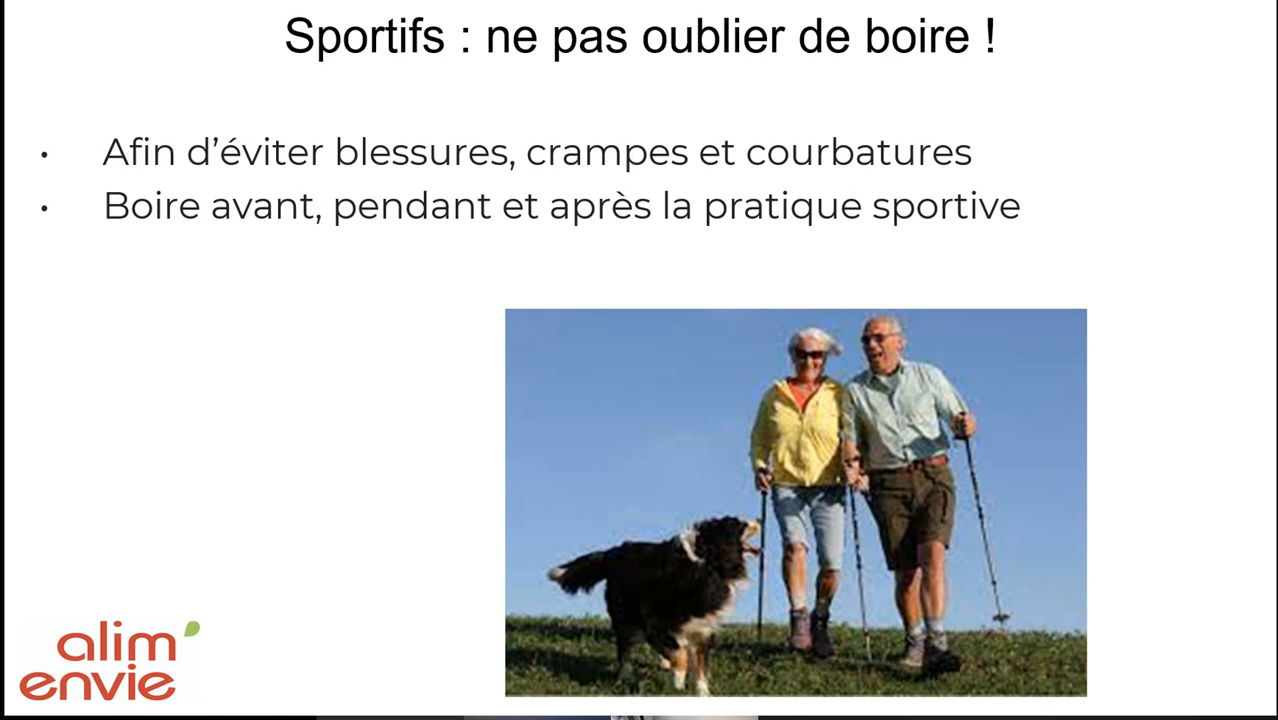 Sportifs : ne pas oublier de boire !
• Afin d’éviter blessures, crampes et courbatures
• Boire avant, pendant et après la pratique sportive
alim'
envie